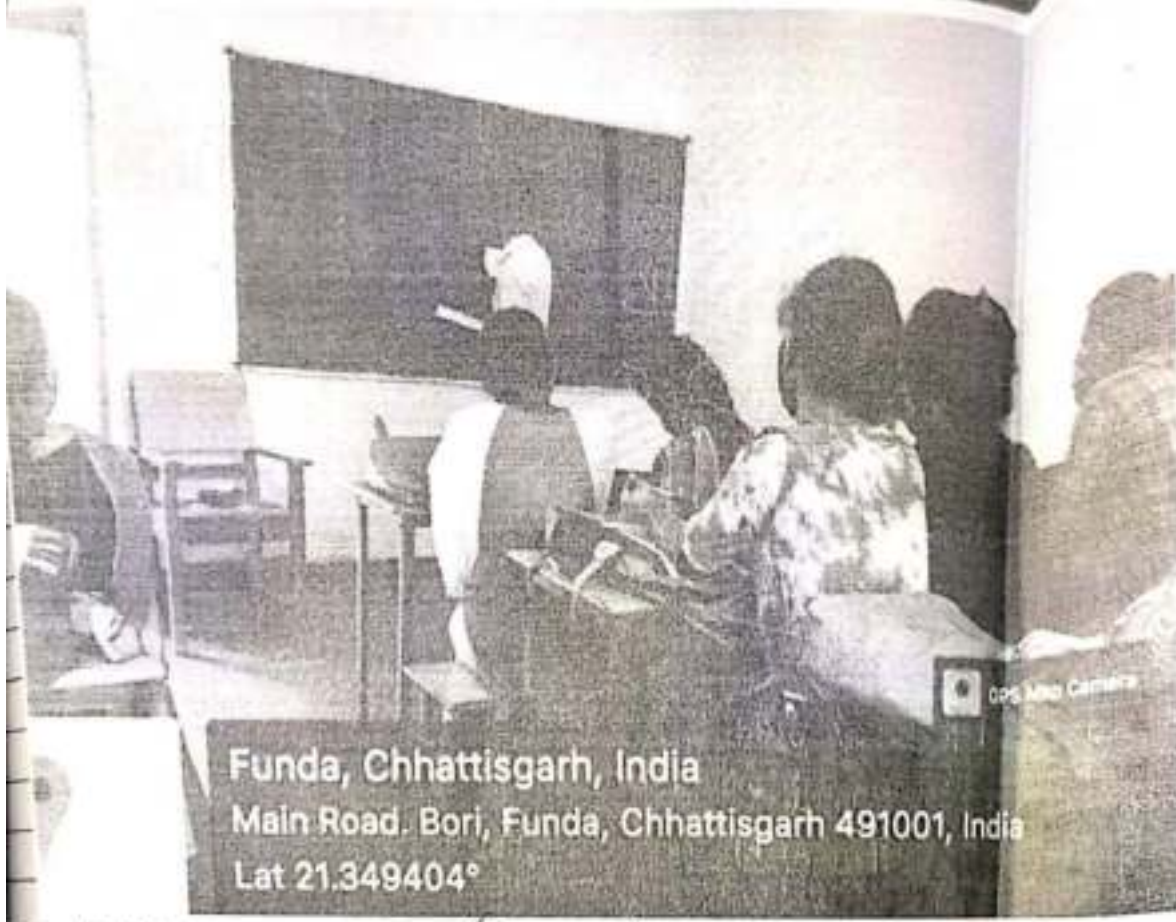 GPS Map Camera
Funda, Chhattisgarh, India
Main Road. Bori, Funda, Chhattisgarh 491001, India
Lat 21.349404°